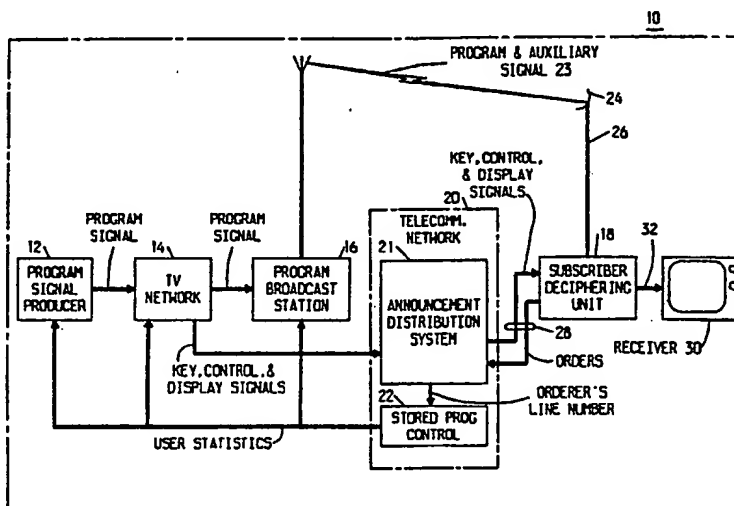 10
PROGRAM & AUXILIARY
SIGNAL 23
24
26
KEY, CONTROL,
& DISPLAY
SIGNALS
20
TELECOMM.
NETWORK
PROGRAM
SIGNAL
PROGRAM
SIGNAL
12
14
16
21
18
32
PROGRAM
SIGNAL
PRODUCER
TV
NETWORK
PROGRAM
BROADCAST
STATION
ANNOUNCEMENT
DISTRIBUTION
SYSTEM
SUBSCRIBER
DECIPHERING
UNIT
28
RECEIVER 30
ORDERS
KEY, CONTROL, &
DISPLAY SIGNALS
ORDERER'S
LINE NUMBER
22
STORED PROG
CONTROL
USER STATISTICS